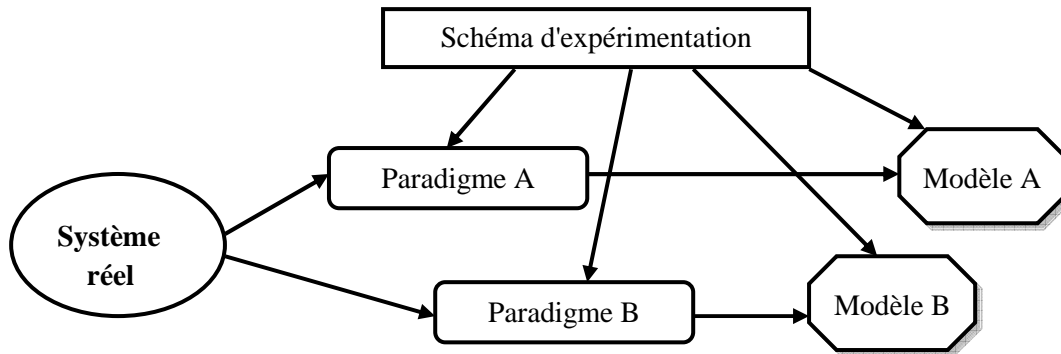 Schéma d'expérimentation
Paradigme A
Modèle A
Système
réel
Paradigme B
Modèle B